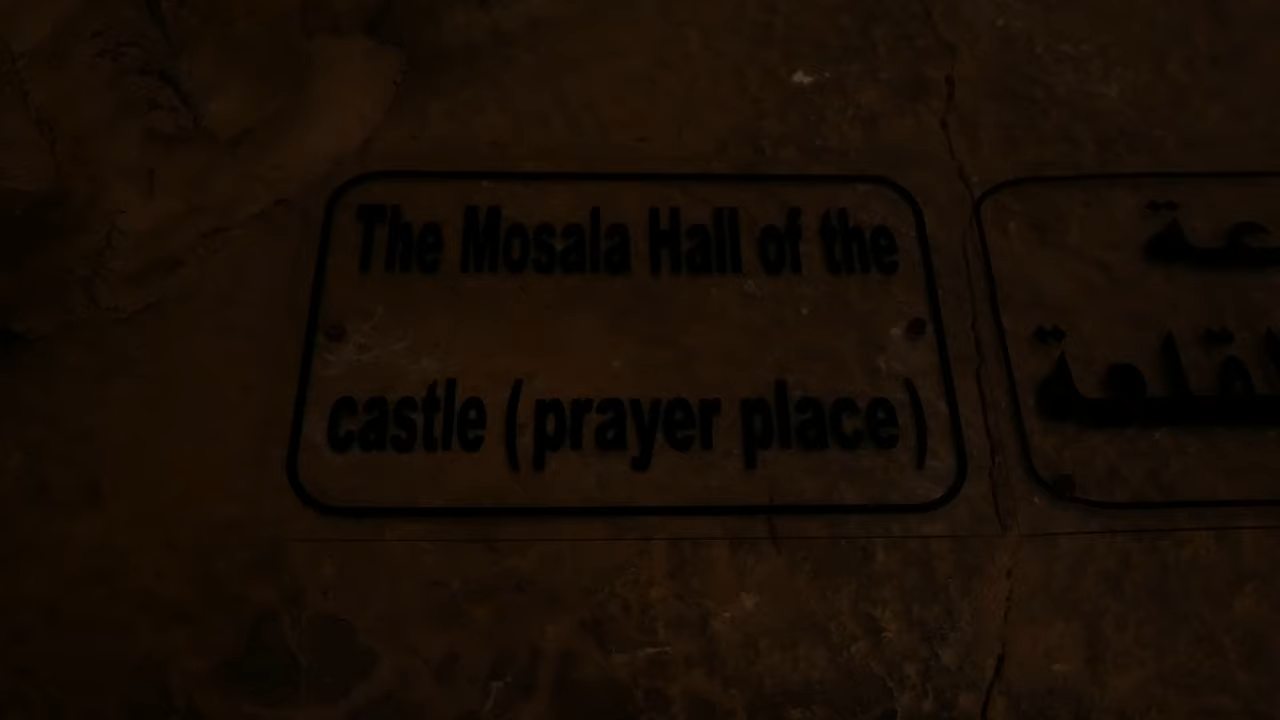 The Mosala Hall of the
castle (prayer place)